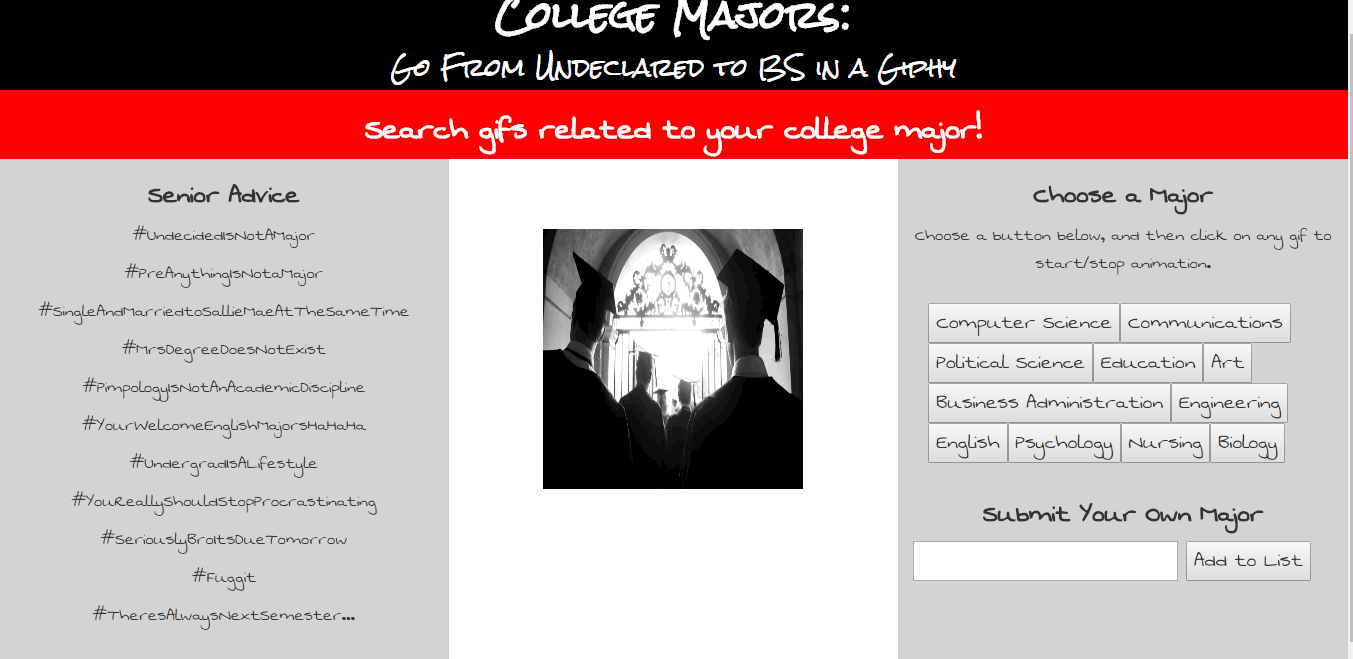 College Majors:
Go From Undeclared to BS in a Giphy
Search gifs related to your college major!
Senior Advice
#UndecidedIsNotAMajor
#PreAnythingIsNotaMajor
#SingleAndMarriedtoSallieMaeAtTheSameTime
#MrsDegreeDoesNotExist
#PimpologyIsNotAnAcademicDiscipline
#YourWelcomeEnglishMajorsHaHaHa
#UndergradIsALifestyle
#YouReallyShouldStopProcrastinating
#SeriouslyBroItsDueTomorrow
#Fuggit
#TheresAlwaysNextSemester...
Choose a Major
Choose a button below, and then click on any gif to
start/stop animation.
Computer Science Communications
Political Science Education Art
Business Administration Engineering
English Psychology Nursing Biology
Submit Your Own Major
Add to List